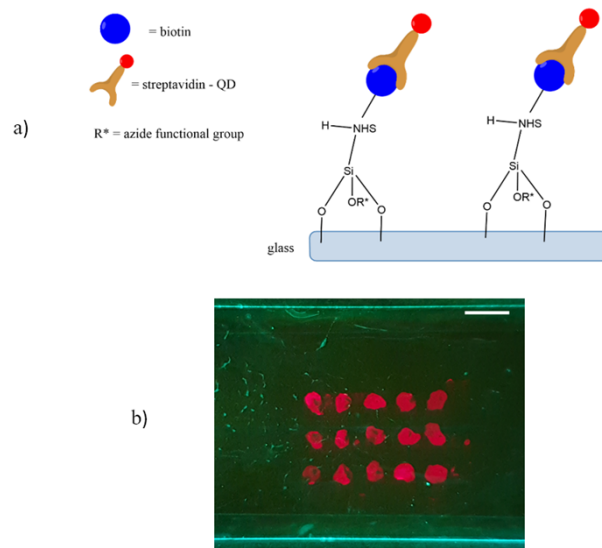 = biotin
= streptavidin - QD
a)
R* = azide functional group
H
NHS
Si
OR*
O
O
H
NHS
Si
OR*
O
O
glass
b)